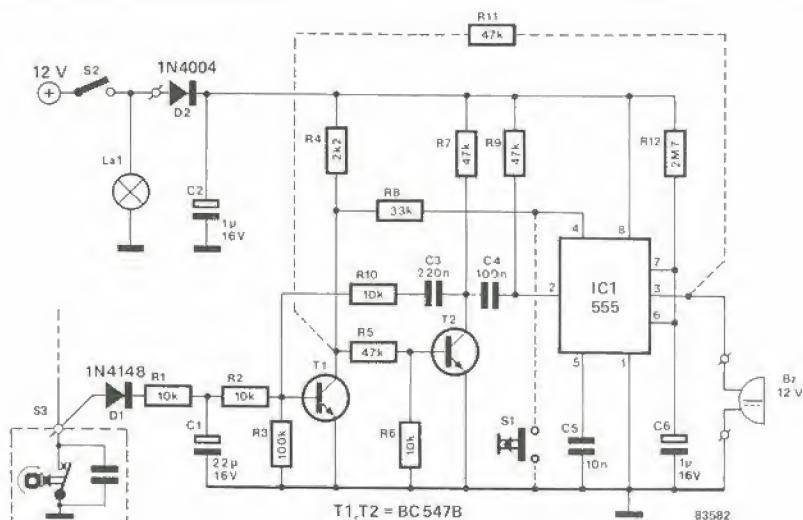 R11
47k
12 V
S2
1N4004
D2
La1
C2
1µ
16V
R4
2k2
R7
47k
R9
47k
R12
2M7
R8
33k
4
8
C3
220n
C4
100n
R10
10k
2
7
3
6
IC1
555
5
1
T2
R5
47k
T1
1N4148
D1
R1
10k
R2
10k
S3
C1
22µ
16V
R3
100k
R6
10k
S1
C5
10n
C6
1µ
16V
Bz
12 V
T1,T2 = BC547B
83582